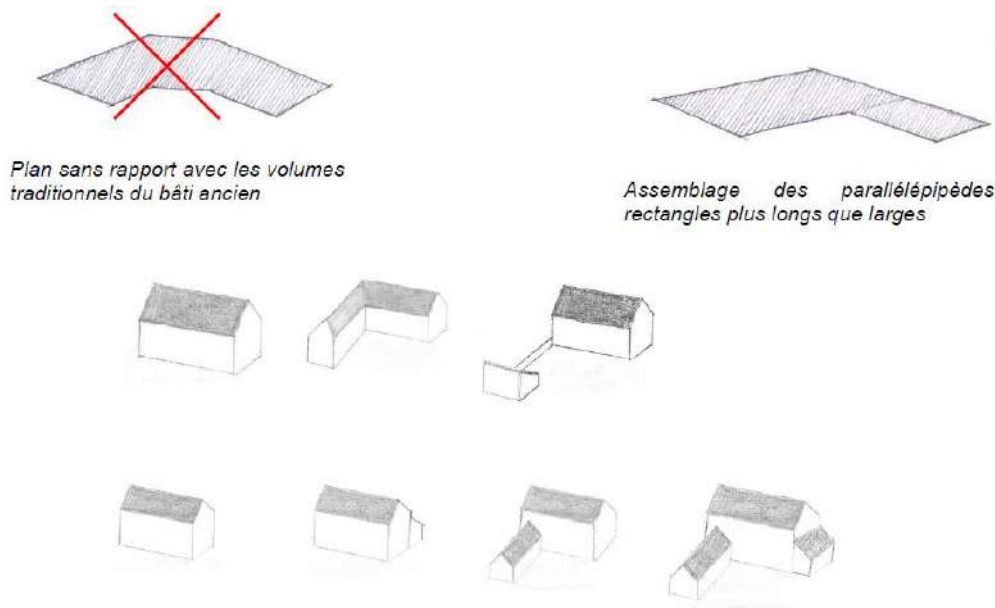 Plan sans rapport avec les volumes
traditionnels du bâti ancien
Assemblage des parallélépipèdes
rectangles plus longs que larges